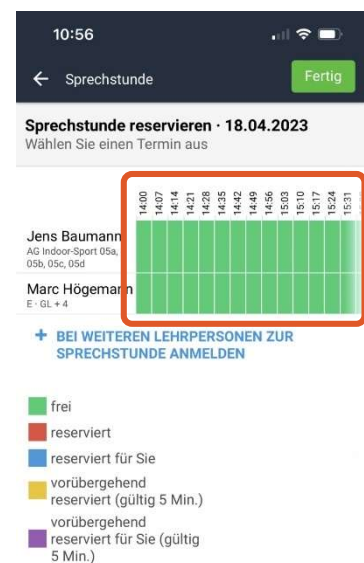 10:56
Sprechstunde
Fertig
Sprechstunde reservieren · 18.04.2023
Wählen Sie einen Termin aus
14:00
14:07
14:14
14:21
14:28
14:35
14:42
14:49
14:56
15:03
15:10
15:17
15:24
15:31
Jens Baumann
AG Indoor-Sport 05a,
05b, 05c, 05d
Marc Högemann
E · GL + 4
+ BEI WEITEREN LEHRPERSONEN ZUR
SPRECHSTUNDE ANMELDEN
frei
reserviert
reserviert für Sie
vorübergehend
reserviert (gültig 5 Min.)
vorübergehend
reserviert für Sie (gültig
5 Min.)